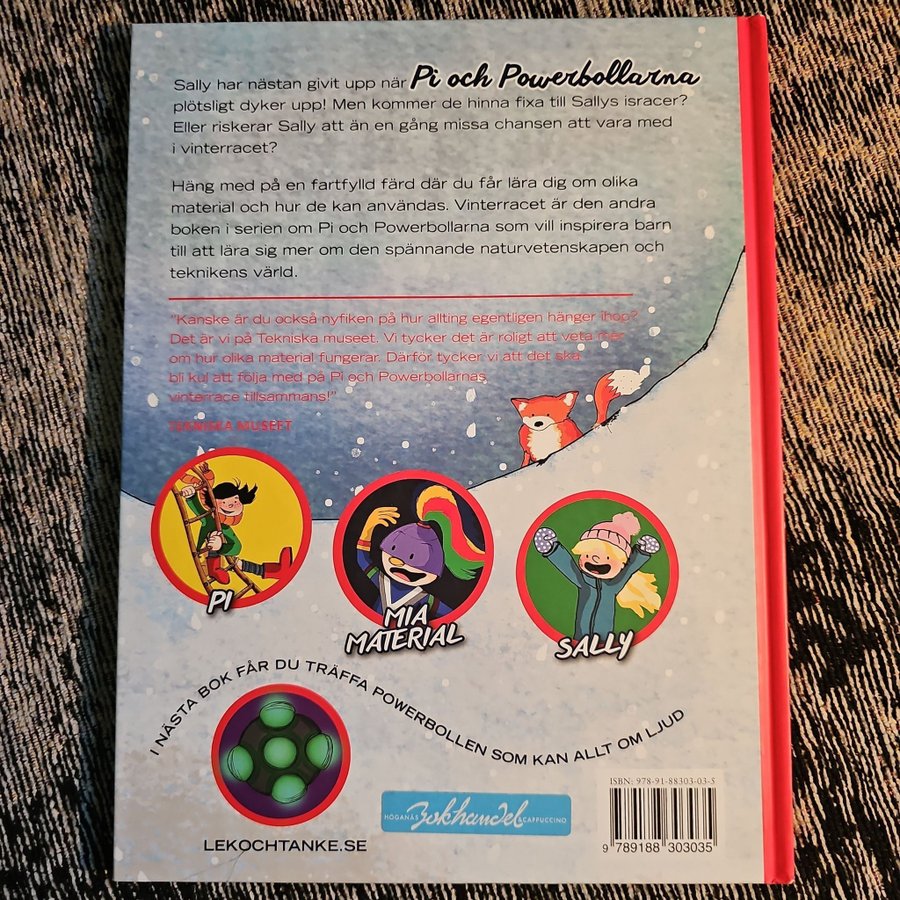 Sally har nästan givit upp när Pi och Powerbollarna
plötsligt dyker upp! Men kommer de hinna fixa till Sallys isracer?
Eller riskerar Sally att än en gång missa chansen att vara med
i vinterracet?
Häng med på en fartfylld färd där du får lära dig om olika
material och hur de kan användas. Vinterracet är den andra
boken i serien om Pi och Powerbollarna som vill inspirera barn
till att lära sig mer om den spännande naturvetenskapen och
teknikens värld.
"Kanske är du också nyfiken på hur allting egentligen hänger ihop?
Det är vi på Tekniska museet. Vi tycker det är roligt att veta mer
om hur olika material fungerar. Därför tycker vi att det ska
bli kul att följa med på Pi och Powerbollarnas
vinterrace tillsammans!"
TEKNISKA MUSEET
PI
MIA
MATERIAL
SALLY
I NÄSTA BOK FÅR DU TRÄFFA POWERBOLLEN SOM KAN ALLT OM LJUD
LEKOCHTANKE.SE
HÖGANÄS Bokhandel &CAPPUCCINO
ISBN: 978-91-88303-03-5
9 789188 303035